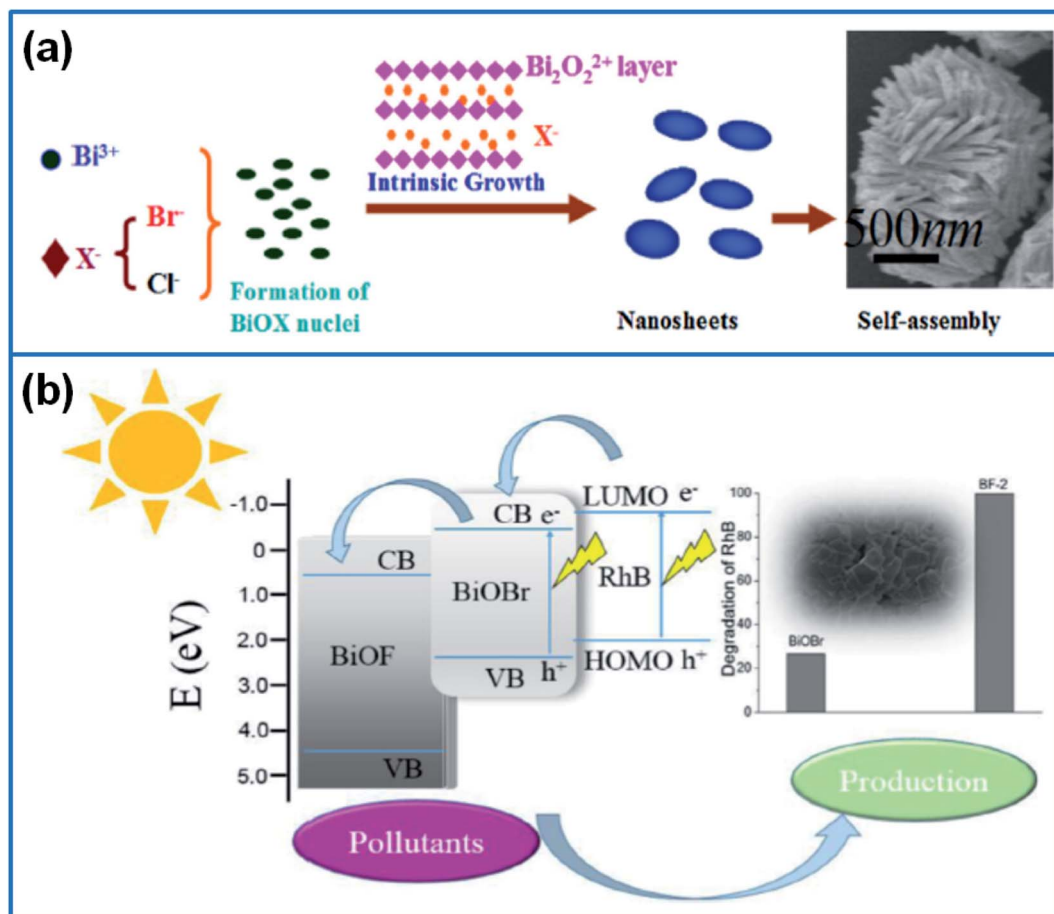 (a)
Bi³⁺
X⁻
Br⁻
Cl⁻
Formation of
BiOX nuclei
Bi₂O₂²⁺ layer
X⁻
Intrinsic Growth
Nanosheets
500nm
Self-assembly
(b)
E (eV)
-1.0
0
1.0
2.0
3.0
4.0
5.0
CB
BiOF
VB
CB e⁻
BiOBr
VB h⁺
LUMO e⁻
RhB
HOMO h⁺
Degradation of RhB
100
80
60
40
20
0
BiOBr
BF-2
Pollutants
Production